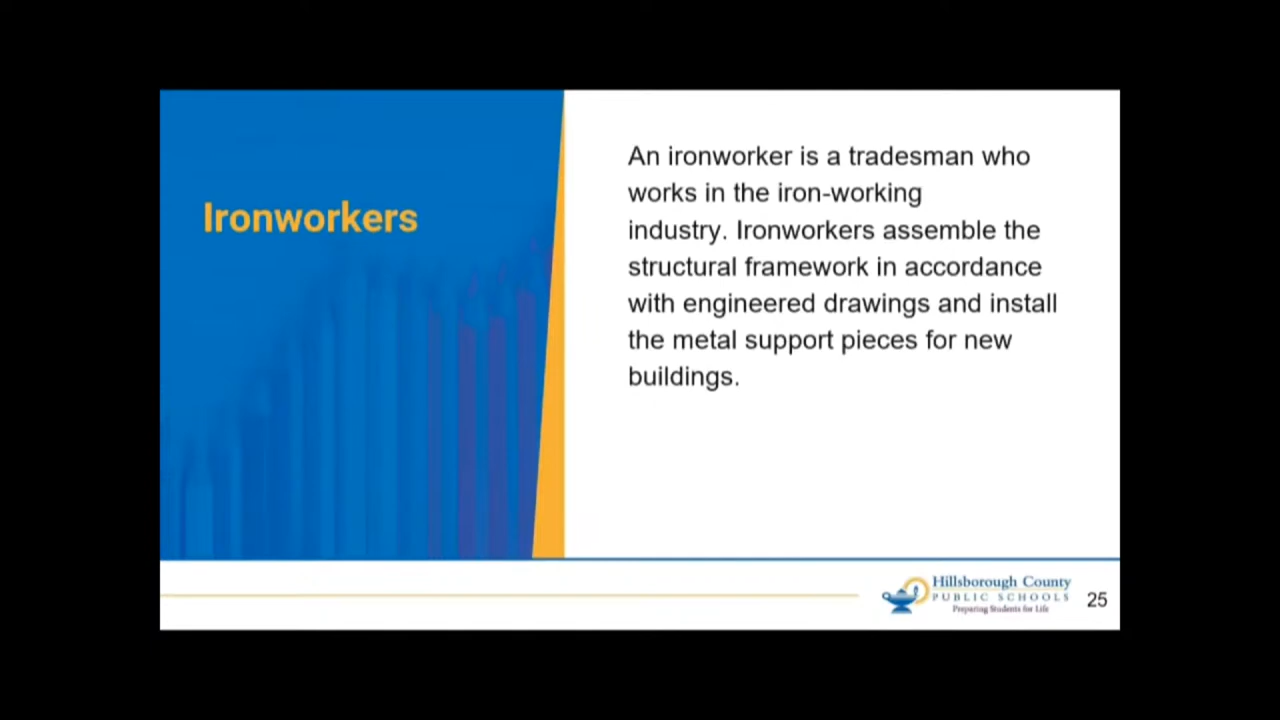 Ironworkers
An ironworker is a tradesman who
works in the iron-working
industry. Ironworkers assemble the
structural framework in accordance
with engineered drawings and install
the metal support pieces for new
buildings.
Hillsborough County
PUBLIC SCHOOLS
Preparing Students for Life
25